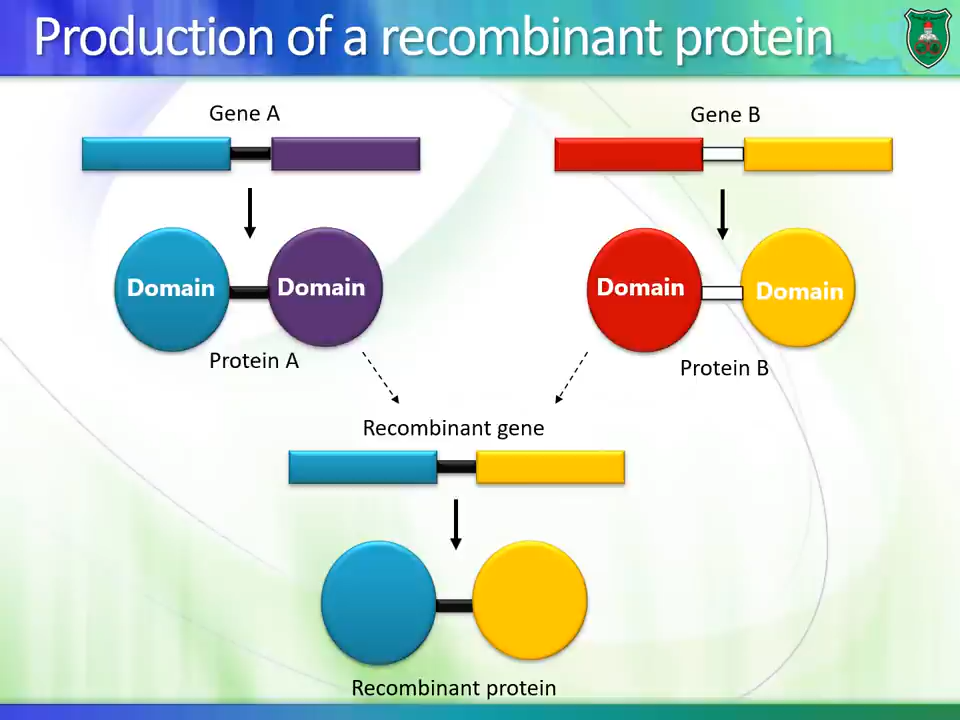 Production of a recombinant protein
Gene A
Gene B
Domain
Domain
Domain
Domain
Protein A
Protein B
Recombinant gene
Recombinant protein